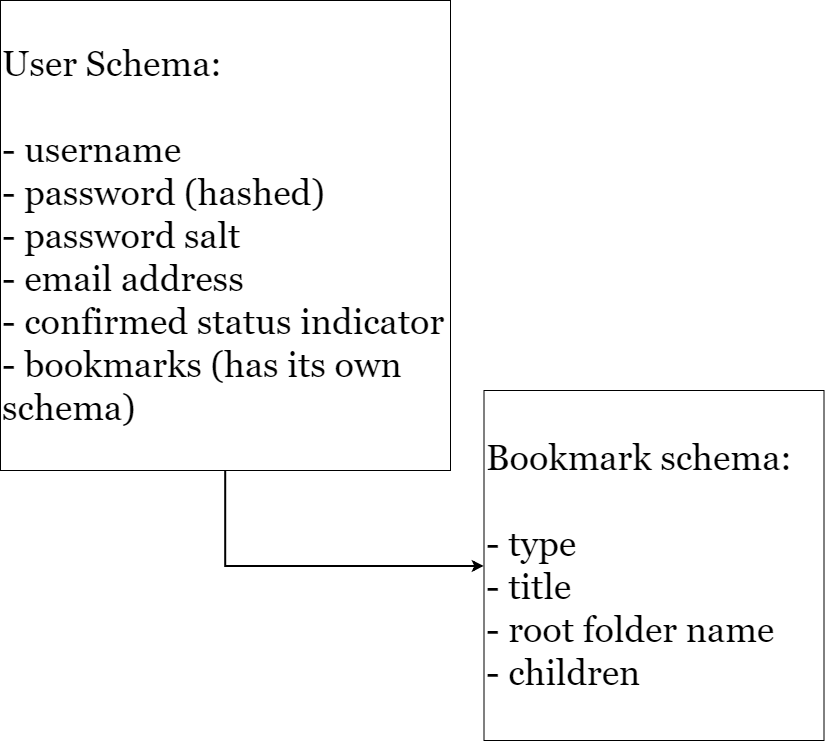 User Schema:
- username
- password (hashed)
- password salt
- email address
- confirmed status indicator
- bookmarks (has its own
schema)
Bookmark schema:
- type
- title
- root folder name
- children